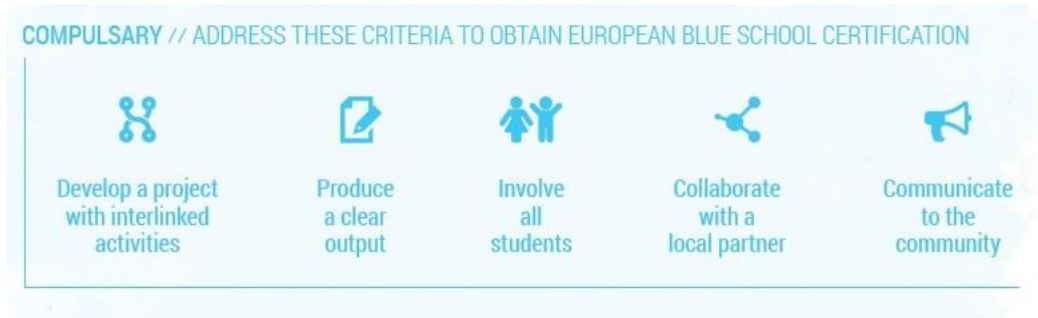 COMPULSARY // ADDRESS THESE CRITERIA TO OBTAIN EUROPEAN BLUE SCHOOL CERTIFICATION
Develop a project
with interlinked
activities
Produce
a clear
output
Involve
all
students
Collaborate
with a
local partner
Communicate
to the
community